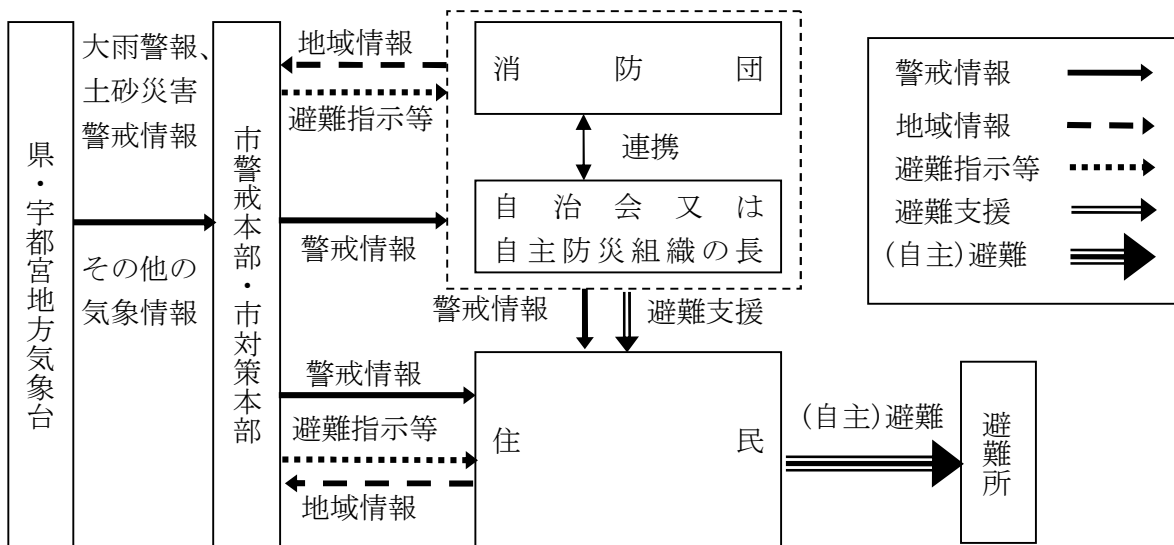 県・宇都宮地方気象台
大雨警報、
土砂災害
警戒情報
その他の
気象情報
市警戒本部・市対策本部
地域情報
避難指示等
警戒情報
消防団
連携
自治会又は
自主防災組織の長
警戒情報
避難支援
警戒情報
避難指示等
地域情報
住民
(自主)避難
避難所
警戒情報
地域情報
避難指示等
避難支援
(自主)避難